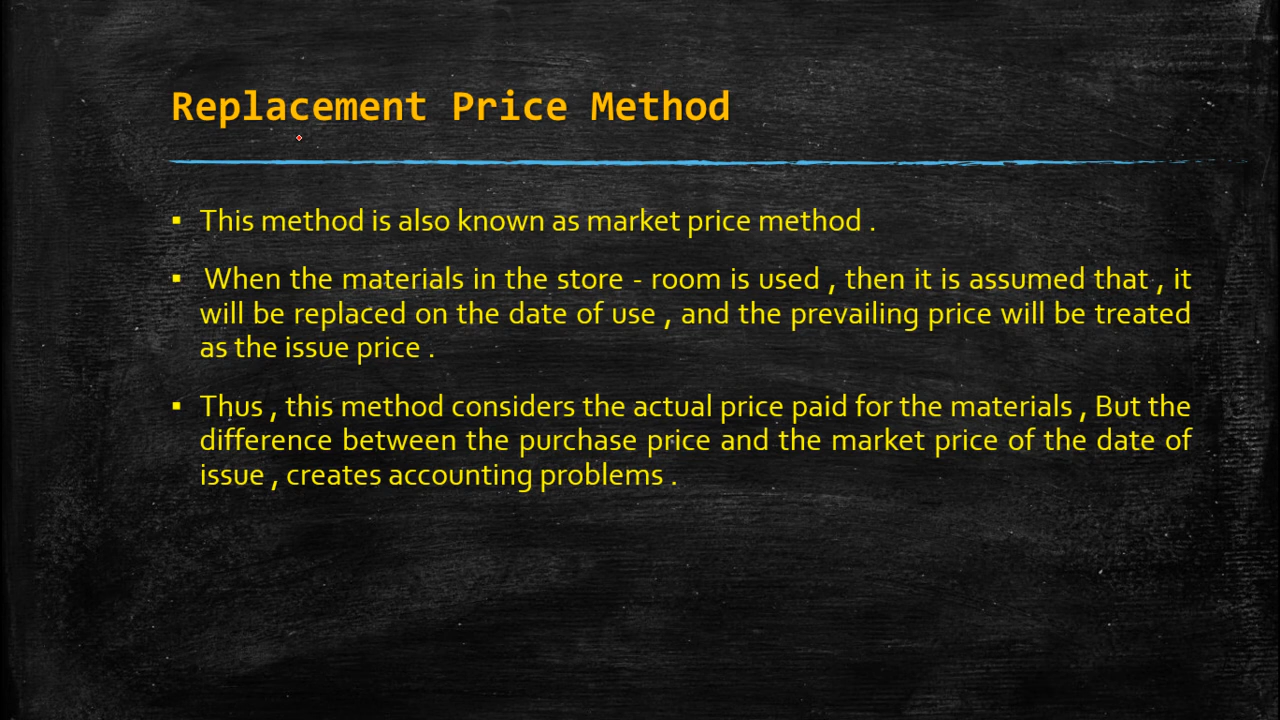 Replacement Price Method
▪ This method is also known as market price method .
▪ When the materials in the store - room is used , then it is assumed that , it
will be replaced on the date of use , and the prevailing price will be treated
as the issue price .
▪ Thus , this method considers the actual price paid for the materials , But the
difference between the purchase price and the market price of the date of
issue , creates accounting problems .